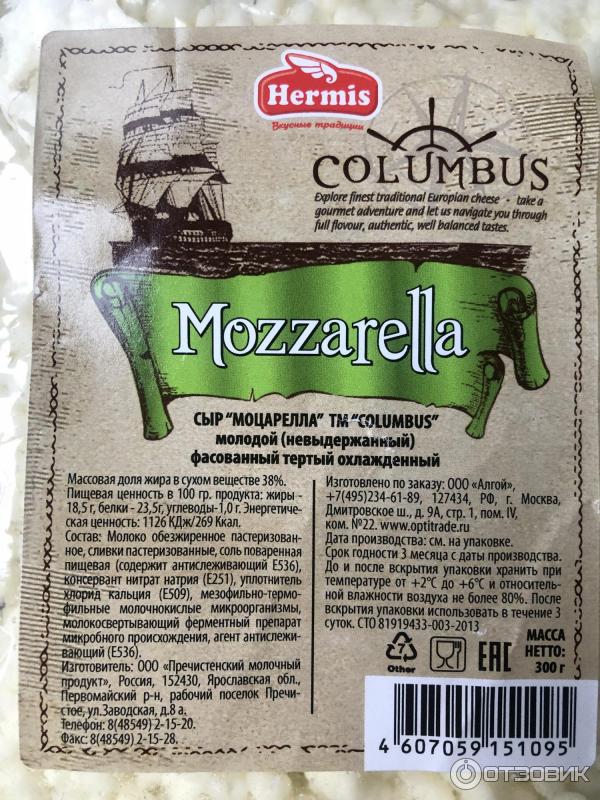 Hermis
Вкусные традиции
COLUMBUS
Explore finest traditional Europian cheese - take a
gourmet adventure and let us navigate you through
full flavour, authentic, well balanced tastes.
Mozzarella
СЫР "МОЦАРЕЛЛА" ТМ "COLUMBUS"
молодой (невыдержанный)
фасованный тертый охлажденный
Массовая доля жира в сухом веществе 38%.
Пищевая ценность в 100 гр. продукта: жиры -
18,5 г, белки - 23,5г, углеводы-1,0 г. Энергетиче-
ская ценность: 1126 КДж/269 Ккал.
Состав: Молоко обезжиренное пастеризован-
ное, сливки пастеризованные, соль поваренная
пищевая (содержит антислеживающий Е536),
консервант нитрат натрия (Е251), уплотнитель
хлорид кальция (Е509), мезофильно-термо-
фильные молочнокислые микроорганизмы,
молокосвертывающий ферментный препарат
микробного происхождения, агент антислежи-
вающий (Е536).
Изготовитель: ООО «Пречистенский молочный
продукт», Россия, 152430, Ярославская обл.,
Первомайский р-н, рабочий поселок Пречи-
стое, ул.Заводская, д.8 а.
Телефон: 8(48549) 2-15-20.
Факс: 8(48549) 2-15-28.
Изготовлено по заказу: ООО «Алгой»,
+7(495)234-61-89, 127434, РФ, г. Москва,
Дмитровское ш., д. 9А, стр. 1, пом. IV,
ком. №22. www.optitrade.ru
Дата производства: см. на упаковке.
Срок годности 3 месяца с даты производства.
До и после вскрытия упаковки хранить при
температуре от +2°С до +6°С и относитель-
ной влажности воздуха не более 80%. После
вскрытия упаковки использовать в течение 3
суток. СТО 81919433-003-2013
7
Other
EAC
МАССА
НЕТТО:
300 г
4 607059 151095
ОТЗОВИК